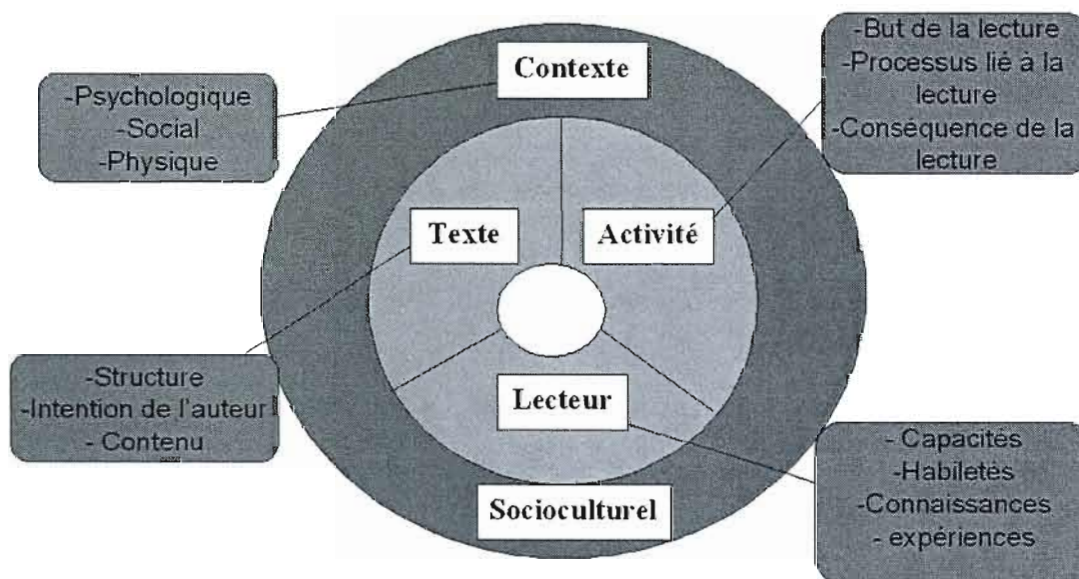 Contexte
-Psychologique
-Social
-Physique
-But de la lecture
-Processus lié à la
lecture
-Conséquence de la
lecture
Texte
Activité
-Structure
-Intention de l'auteur
- Contenu
Lecteur
- Capacités
-Habiletés
-Connaissances
- expériences
Socioculturel